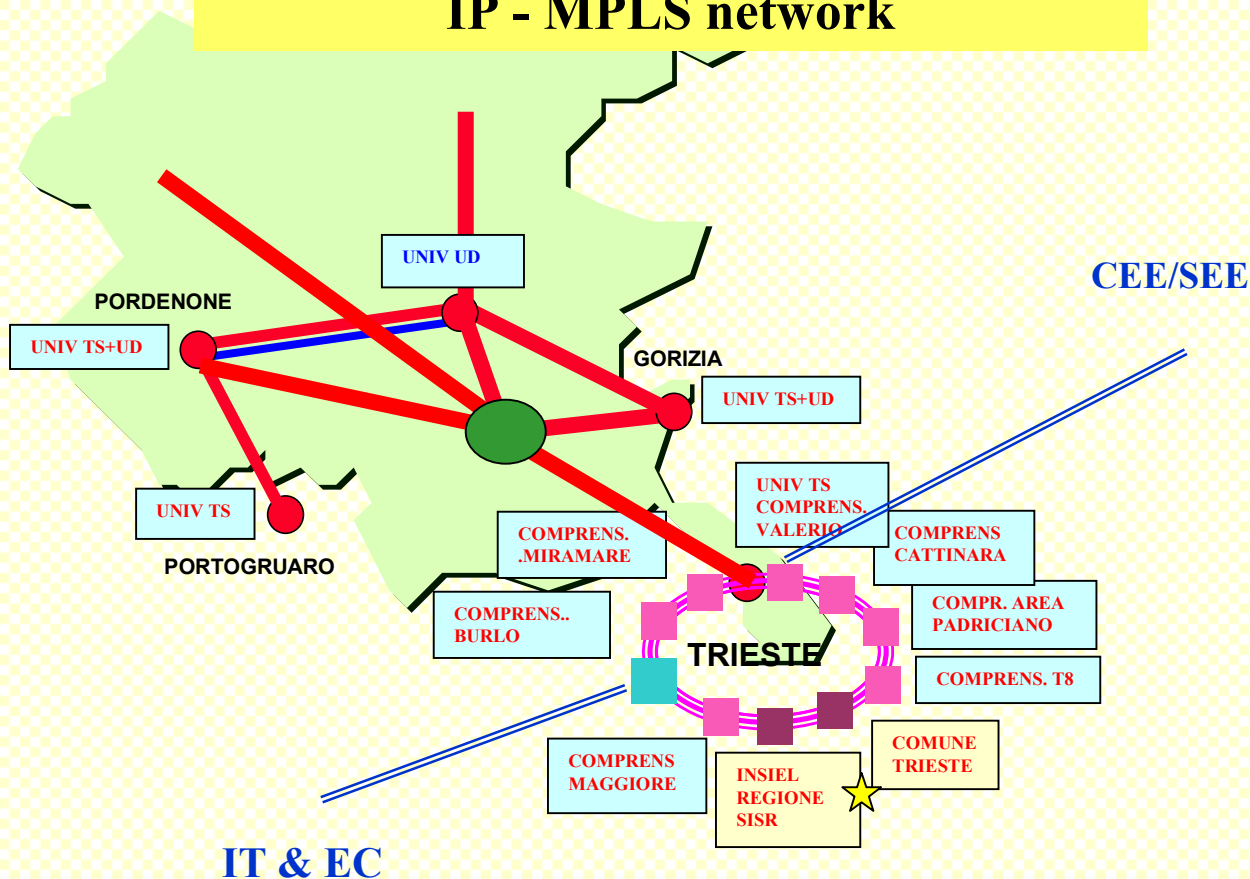 IP - MPLS network
UNIV UD
CEE/SEE
PORDENONE
UNIV TS+UD
GORIZIA
UNIV TS+UD
UNIV TS
PORTOGRUARO
COMPRENS.
.MIRAMARE
UNIV TS
COMPRENS.
VALERIO
COMPRENS
CATTINARA
COMPRENS..
BURLO
COMPR. AREA
PADRICIANO
TRIESTE
COMPRENS. T8
COMPRENS
MAGGIORE
INSIEL
REGIONE
SISR
COMUNE
TRIESTE
IT & EC